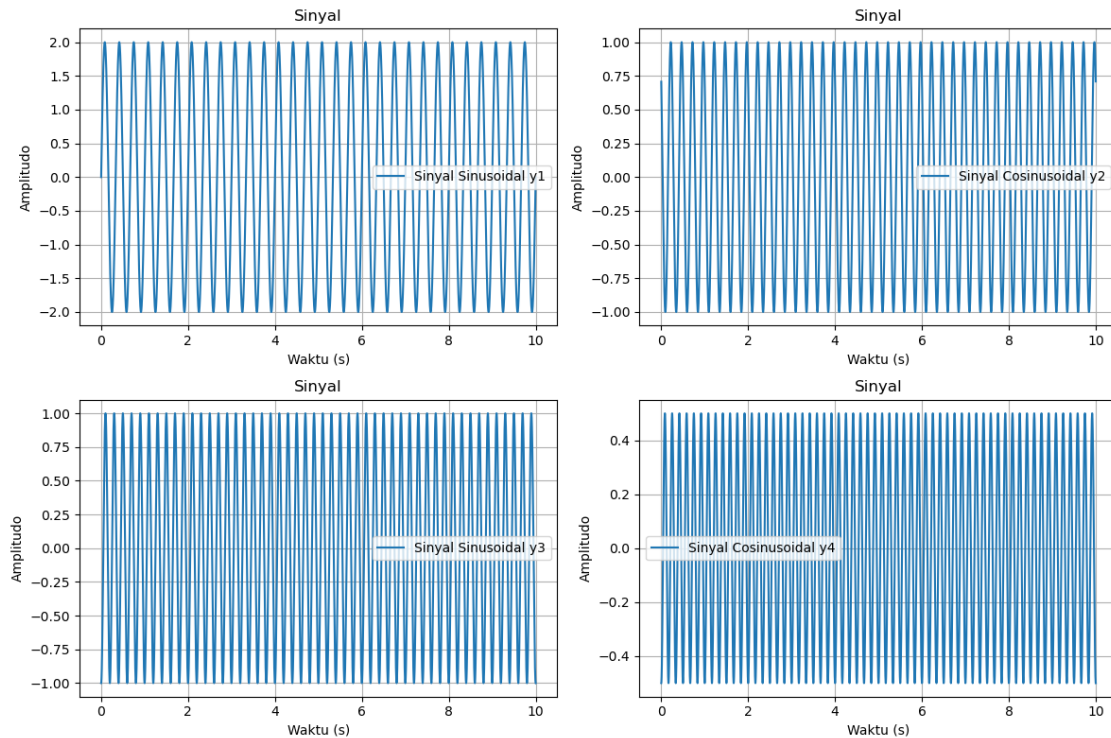 Sinyal
2.0
1.5
1.0
0.5
0.0
−0.5
−1.0
−1.5
−2.0
Amplitudo
Sinyal Sinusoidal y1
0 2 4 6 8 10
Waktu (s)
Sinyal
1.00
0.75
0.50
0.25
0.00
−0.25
−0.50
−0.75
−1.00
Amplitudo
Sinyal Cosinusoidal y2
0 2 4 6 8 10
Waktu (s)
Sinyal
1.00
0.75
0.50
0.25
0.00
−0.25
−0.50
−0.75
−1.00
Amplitudo
Sinyal Sinusoidal y3
0 2 4 6 8 10
Waktu (s)
Sinyal
0.4
0.2
0.0
−0.2
−0.4
Amplitudo
Sinyal Cosinusoidal y4
0 2 4 6 8 10
Waktu (s)